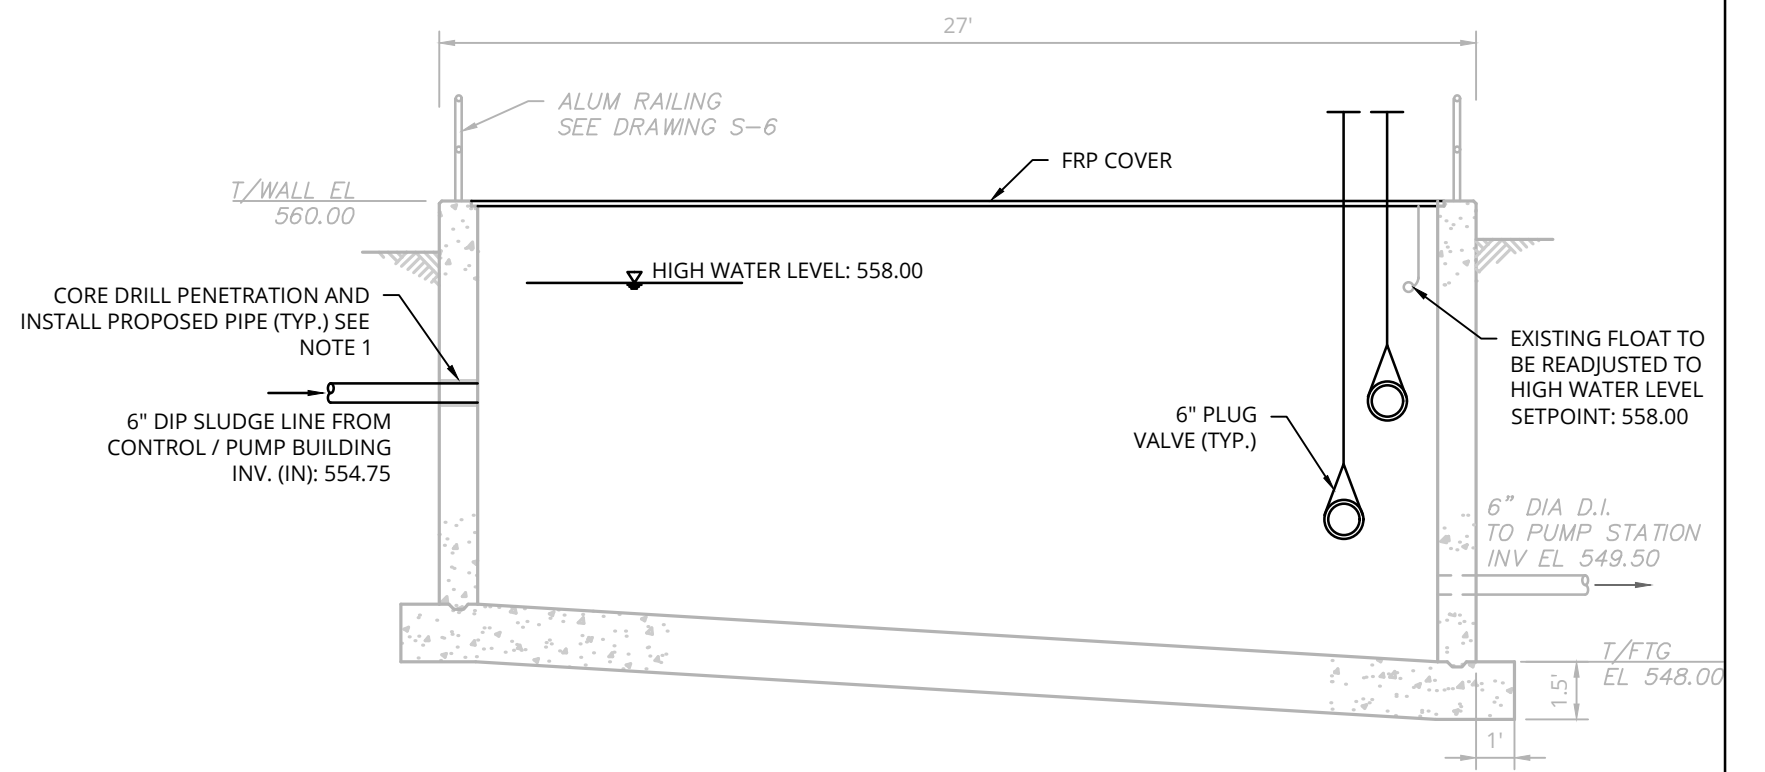 27'
ALUM RAILING
SEE DRAWING S-6
FRP COVER
T/WALL EL
560.00
HIGH WATER LEVEL: 558.00
CORE DRILL PENETRATION AND
INSTALL PROPOSED PIPE (TYP.) SEE
NOTE 1
EXISTING FLOAT TO
BE READJUSTED TO
HIGH WATER LEVEL
SETPOINT: 558.00
6" DIP SLUDGE LINE FROM
CONTROL / PUMP BUILDING
INV. (IN): 554.75
6" PLUG
VALVE (TYP.)
6" DIA D.I.
TO PUMP STATION
INV EL 549.50
T/FTG
EL 548.00
1.5'
1'